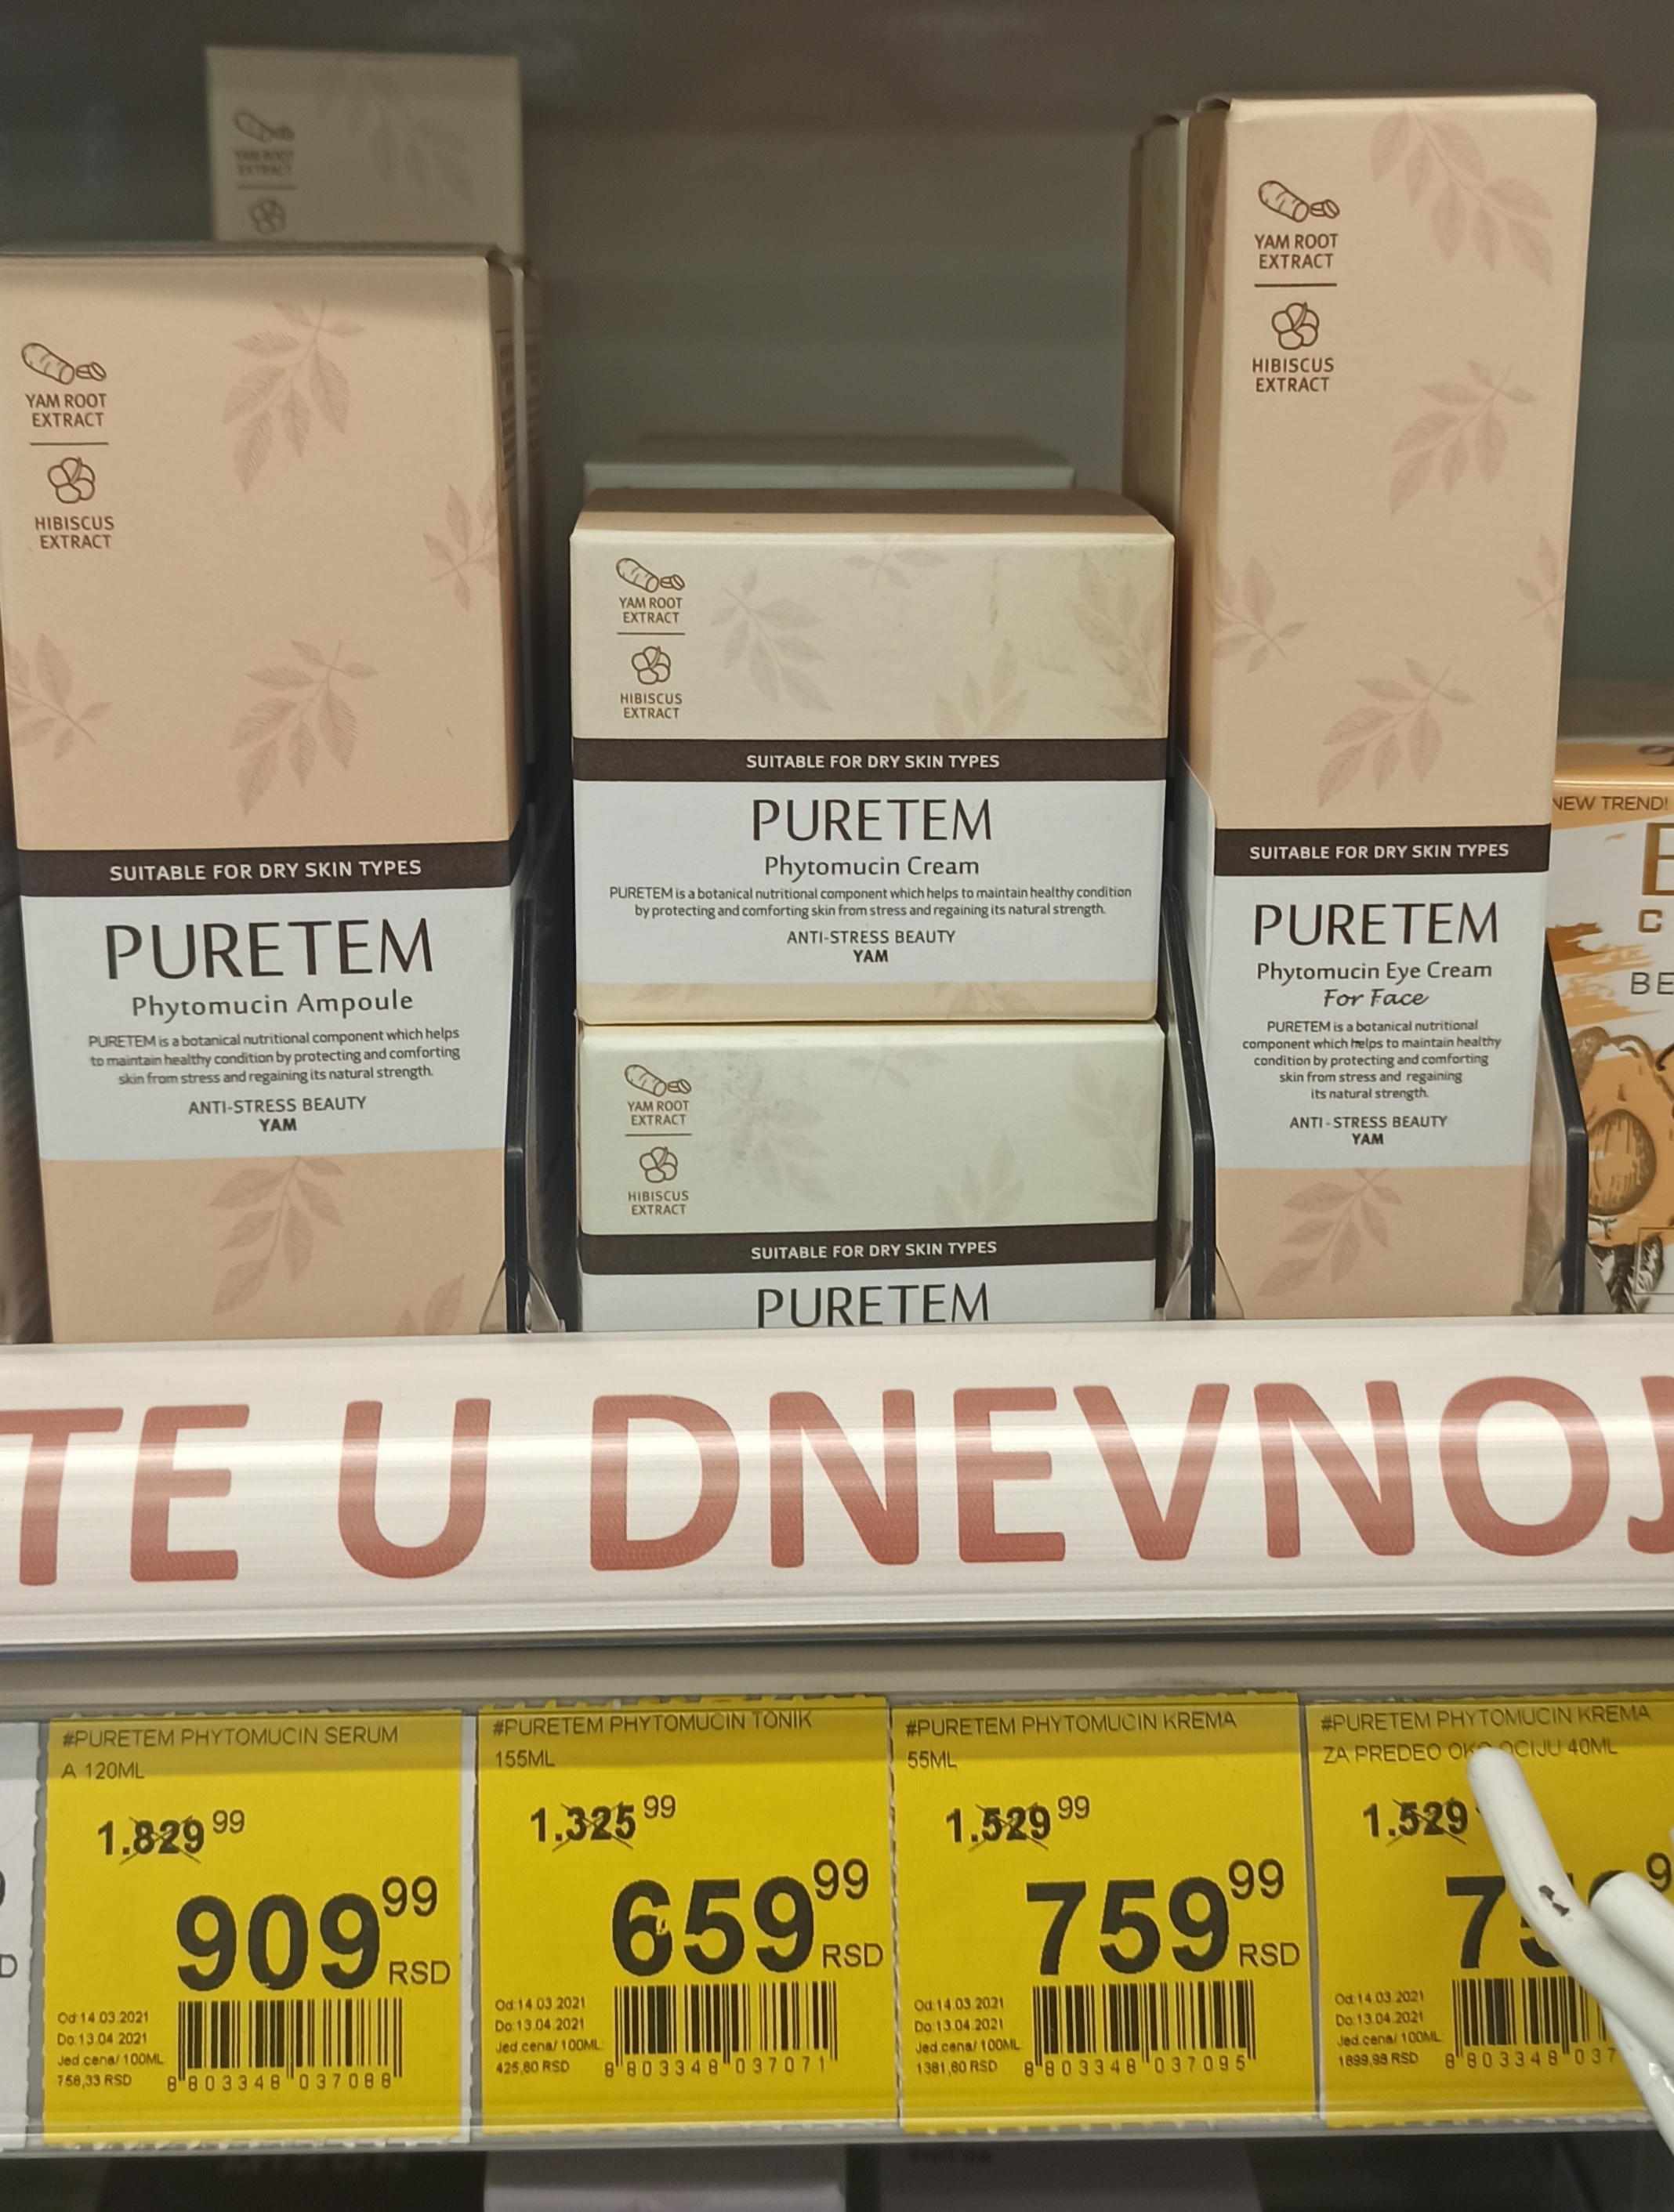 YAM ROOT
EXTRACT
YAM ROOT
EXTRACT
HIBISCUS
EXTRACT
SUITABLE FOR DRY SKIN TYPES
PURETEM
Phytomucin Ampoule
PURETEM is a botanical nutritional component which helps
to maintain healthy condition by protecting and comforting
skin from stress and regaining its natural strength.
ANTI-STRESS BEAUTY
YAM
YAM ROOT
EXTRACT
HIBISCUS
EXTRACT
SUITABLE FOR DRY SKIN TYPES
PURETEM
Phytomucin Cream
PURETEM is a botanical nutritional component which helps to maintain healthy condition
by protecting and comforting skin from stress and regaining its natural strength.
ANTI-STRESS BEAUTY
YAM
YAM ROOT
EXTRACT
HIBISCUS
EXTRACT
SUITABLE FOR DRY SKIN TYPES
PURETEM
YAM ROOT
EXTRACT
HIBISCUS
EXTRACT
SUITABLE FOR DRY SKIN TYPES
PURETEM
Phytomucin Eye Cream
For Face
PURETEM is a botanical nutritional
component which helps to maintain healthy
condition by protecting and comforting
skin from stress and regaining
its natural strength.
ANTI-STRESS BEAUTY
YAM
NEW TREND!
TE U DNEVNOJ
#PURETEM PHYTOMUCIN SERUM
A 120ML
1.829 99
909 99
RSD
Od:14.03.2021
Do:13.04.2021
Jed.cena/ 100ML
758,33 RSD
8 803348 037088
#PURETEM PHYTOMUCIN TONIK
155ML
1.325 99
659 99
RSD
Od:14.03.2021
Do:13.04.2021
Jed.cena/ 100ML:
425,80 RSD
8 803348 037071
#PURETEM PHYTOMUCIN KREMA
55ML
1.529 99
759 99
RSD
Od:14.03.2021
Do:13.04.2021
Jed.cena/ 100ML:
1381,80 RSD
8 803348 037095
#PURETEM PHYTOMUCIN KREMA
ZA PREDEO OKO OCIJU 40ML
1.529
Od:14.03.2021
Do:13.04.2021
Jed.cena/ 100ML:
1899,98 RSD
8 803348 037